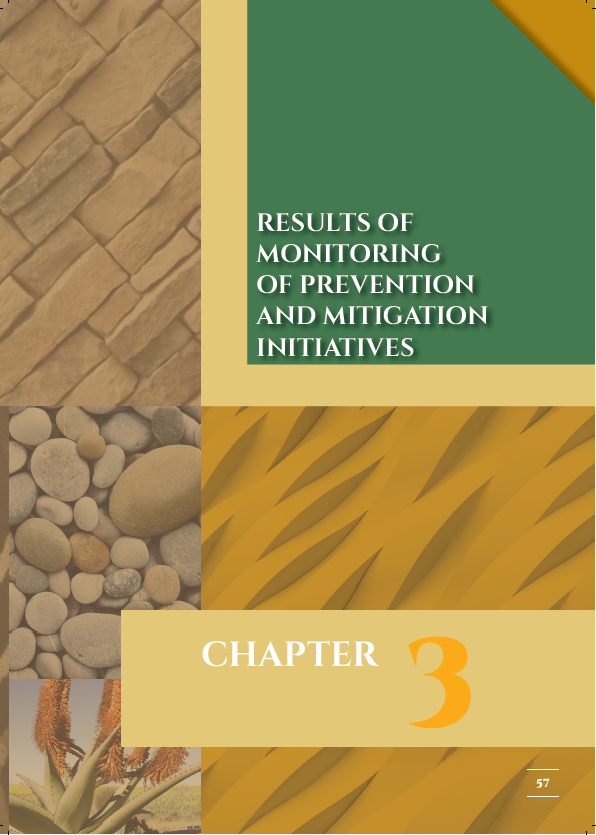 RESULTS OF
MONITORING
OF PREVENTION
AND MITIGATION
INITIATIVES
CHAPTER 3
57